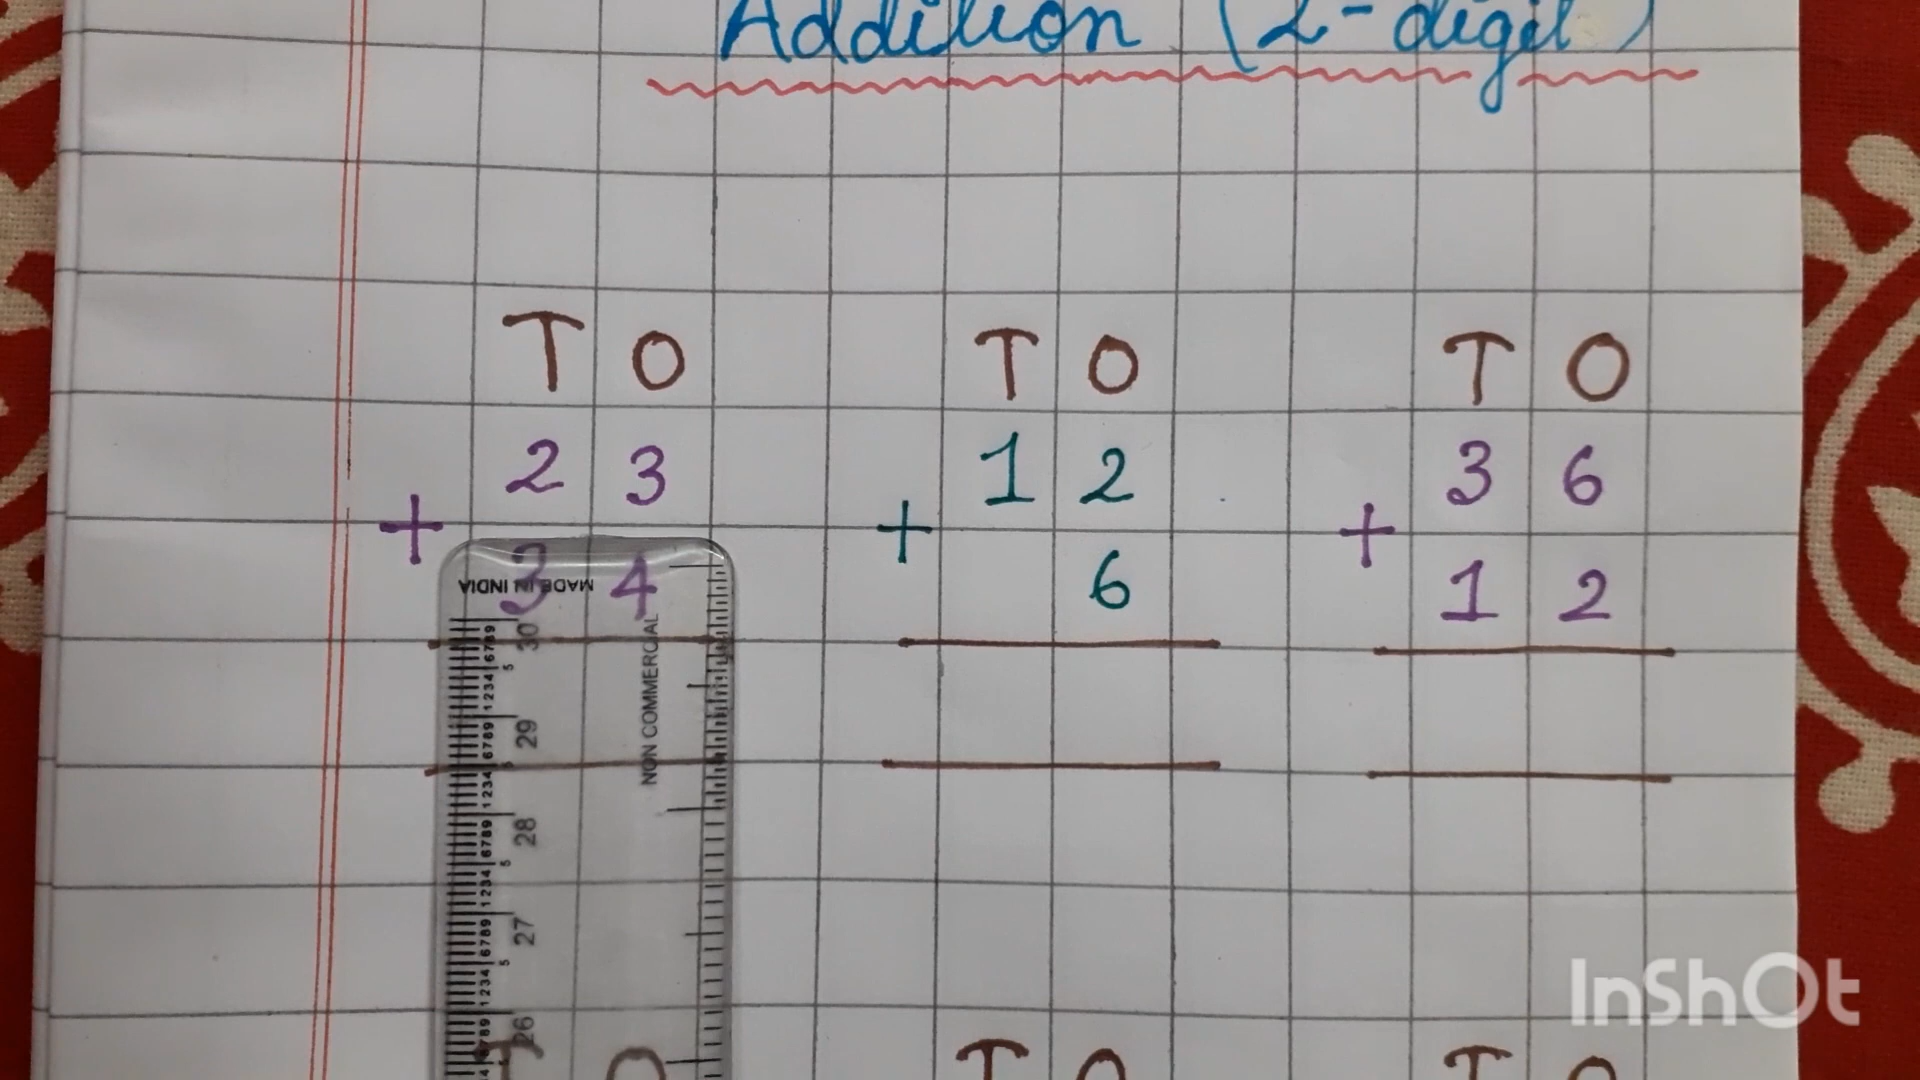 Addition (2-digit)
T O T O T O
2 3 1 2 3 6
+ + +
3 4 6 1 2
MADE IN INDIA
NON COMMERCIAL
30
29
28
27
26
T O T O T O
InShOt